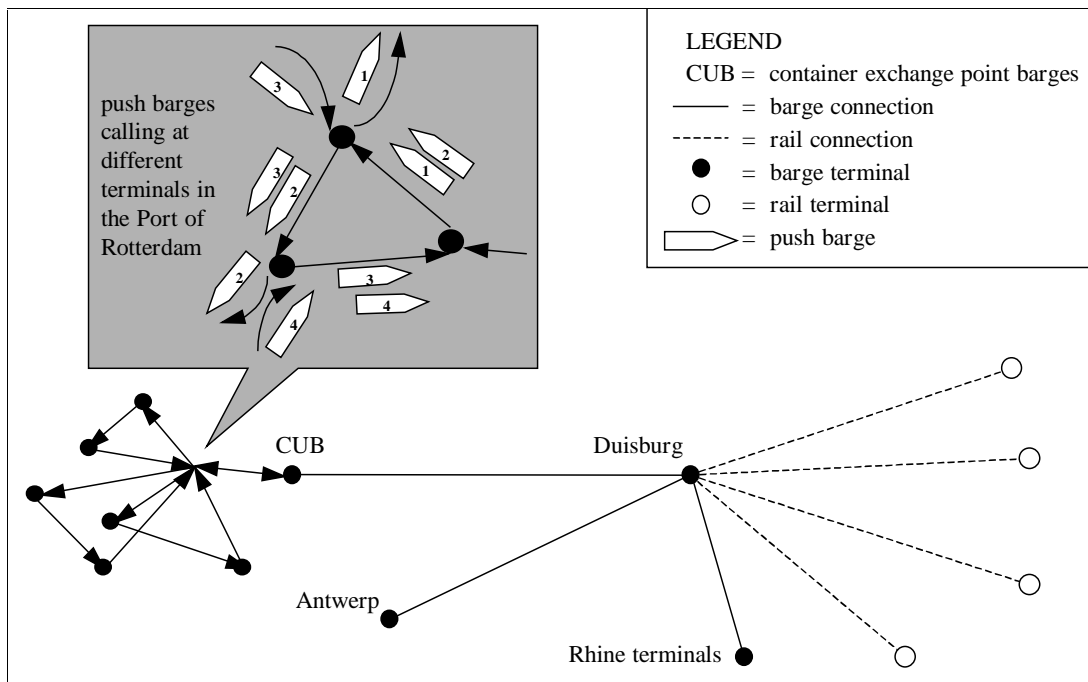 push barges
calling at
different
terminals in
the Port of
Rotterdam
3
1
2
1
3
2
2
3
4
4
LEGEND
CUB = container exchange point barges
= barge connection
= rail connection
= barge terminal
= rail terminal
= push barge
CUB
Duisburg
Antwerp
Rhine terminals